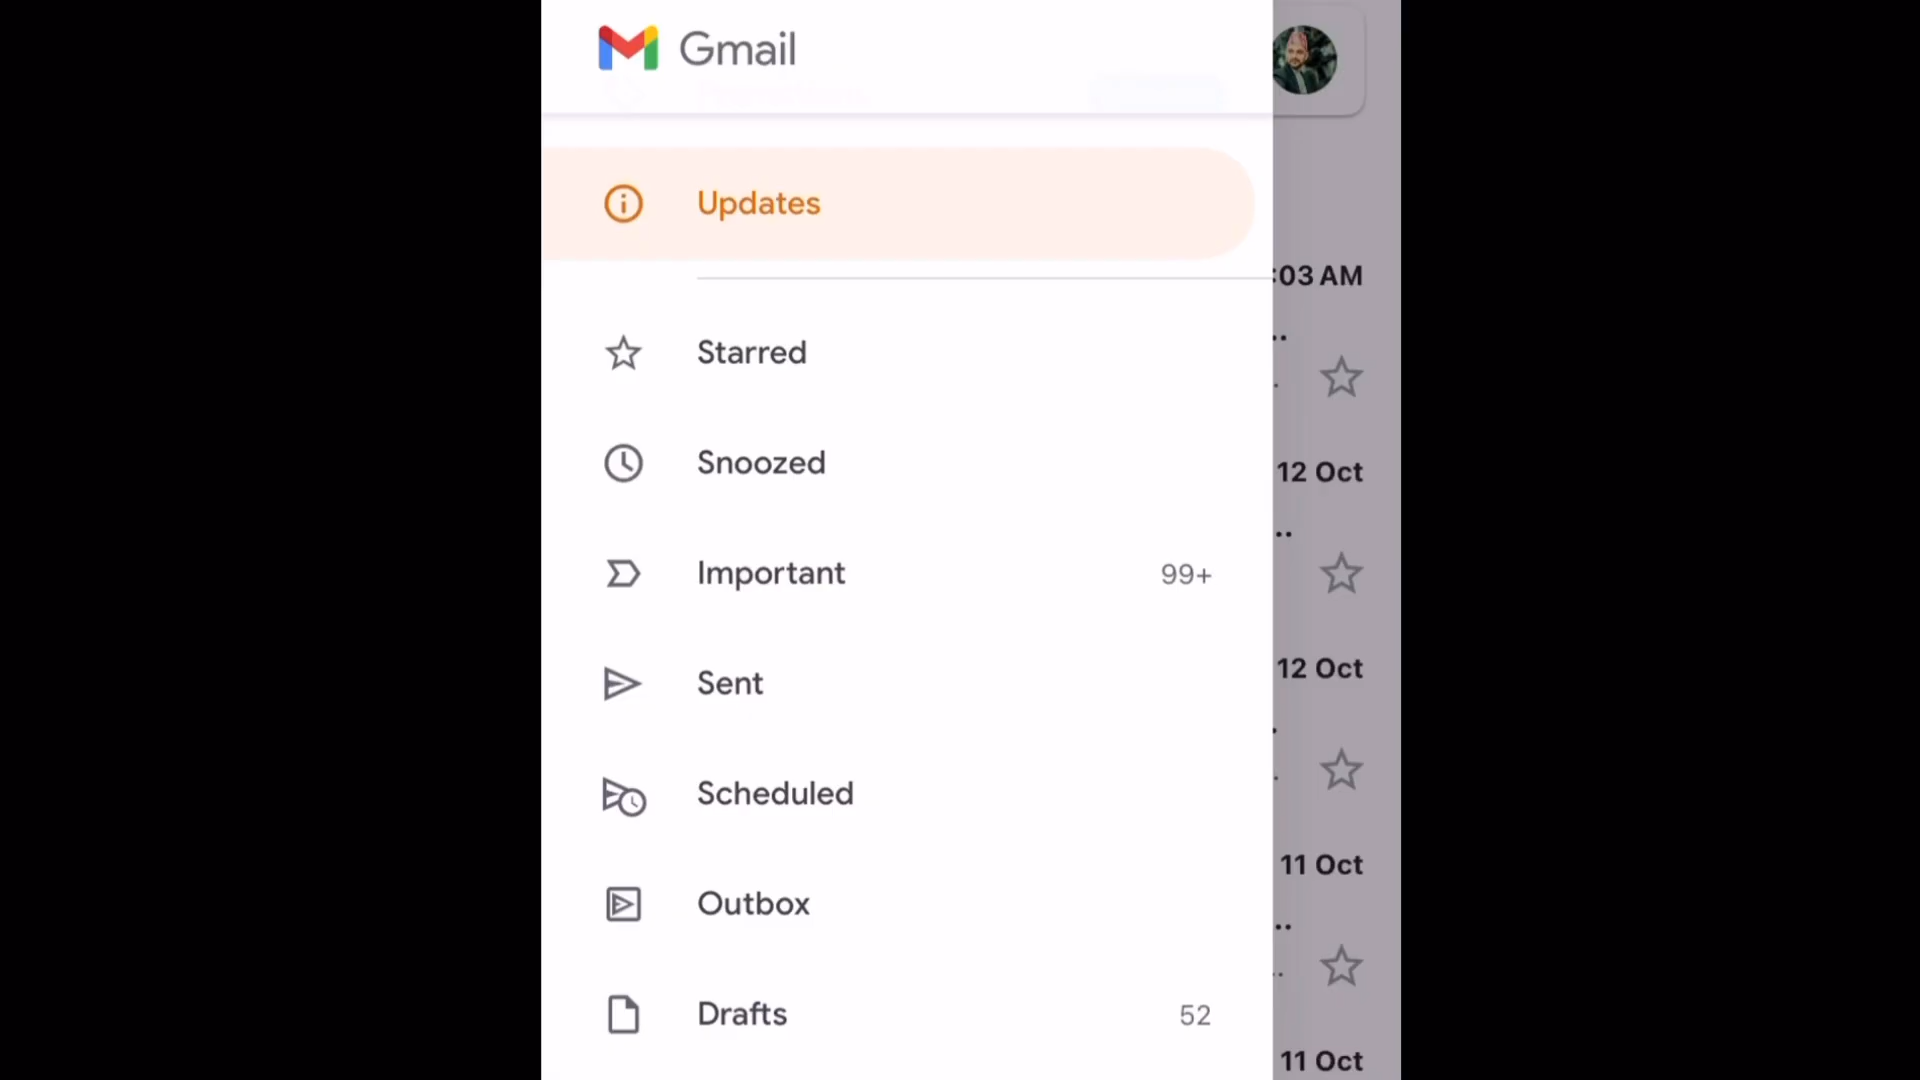 Gmail
Updates
:03 AM
Starred
Snoozed
12 Oct
Important 99+
Sent
12 Oct
Scheduled
11 Oct
Outbox
Drafts 52
11 Oct